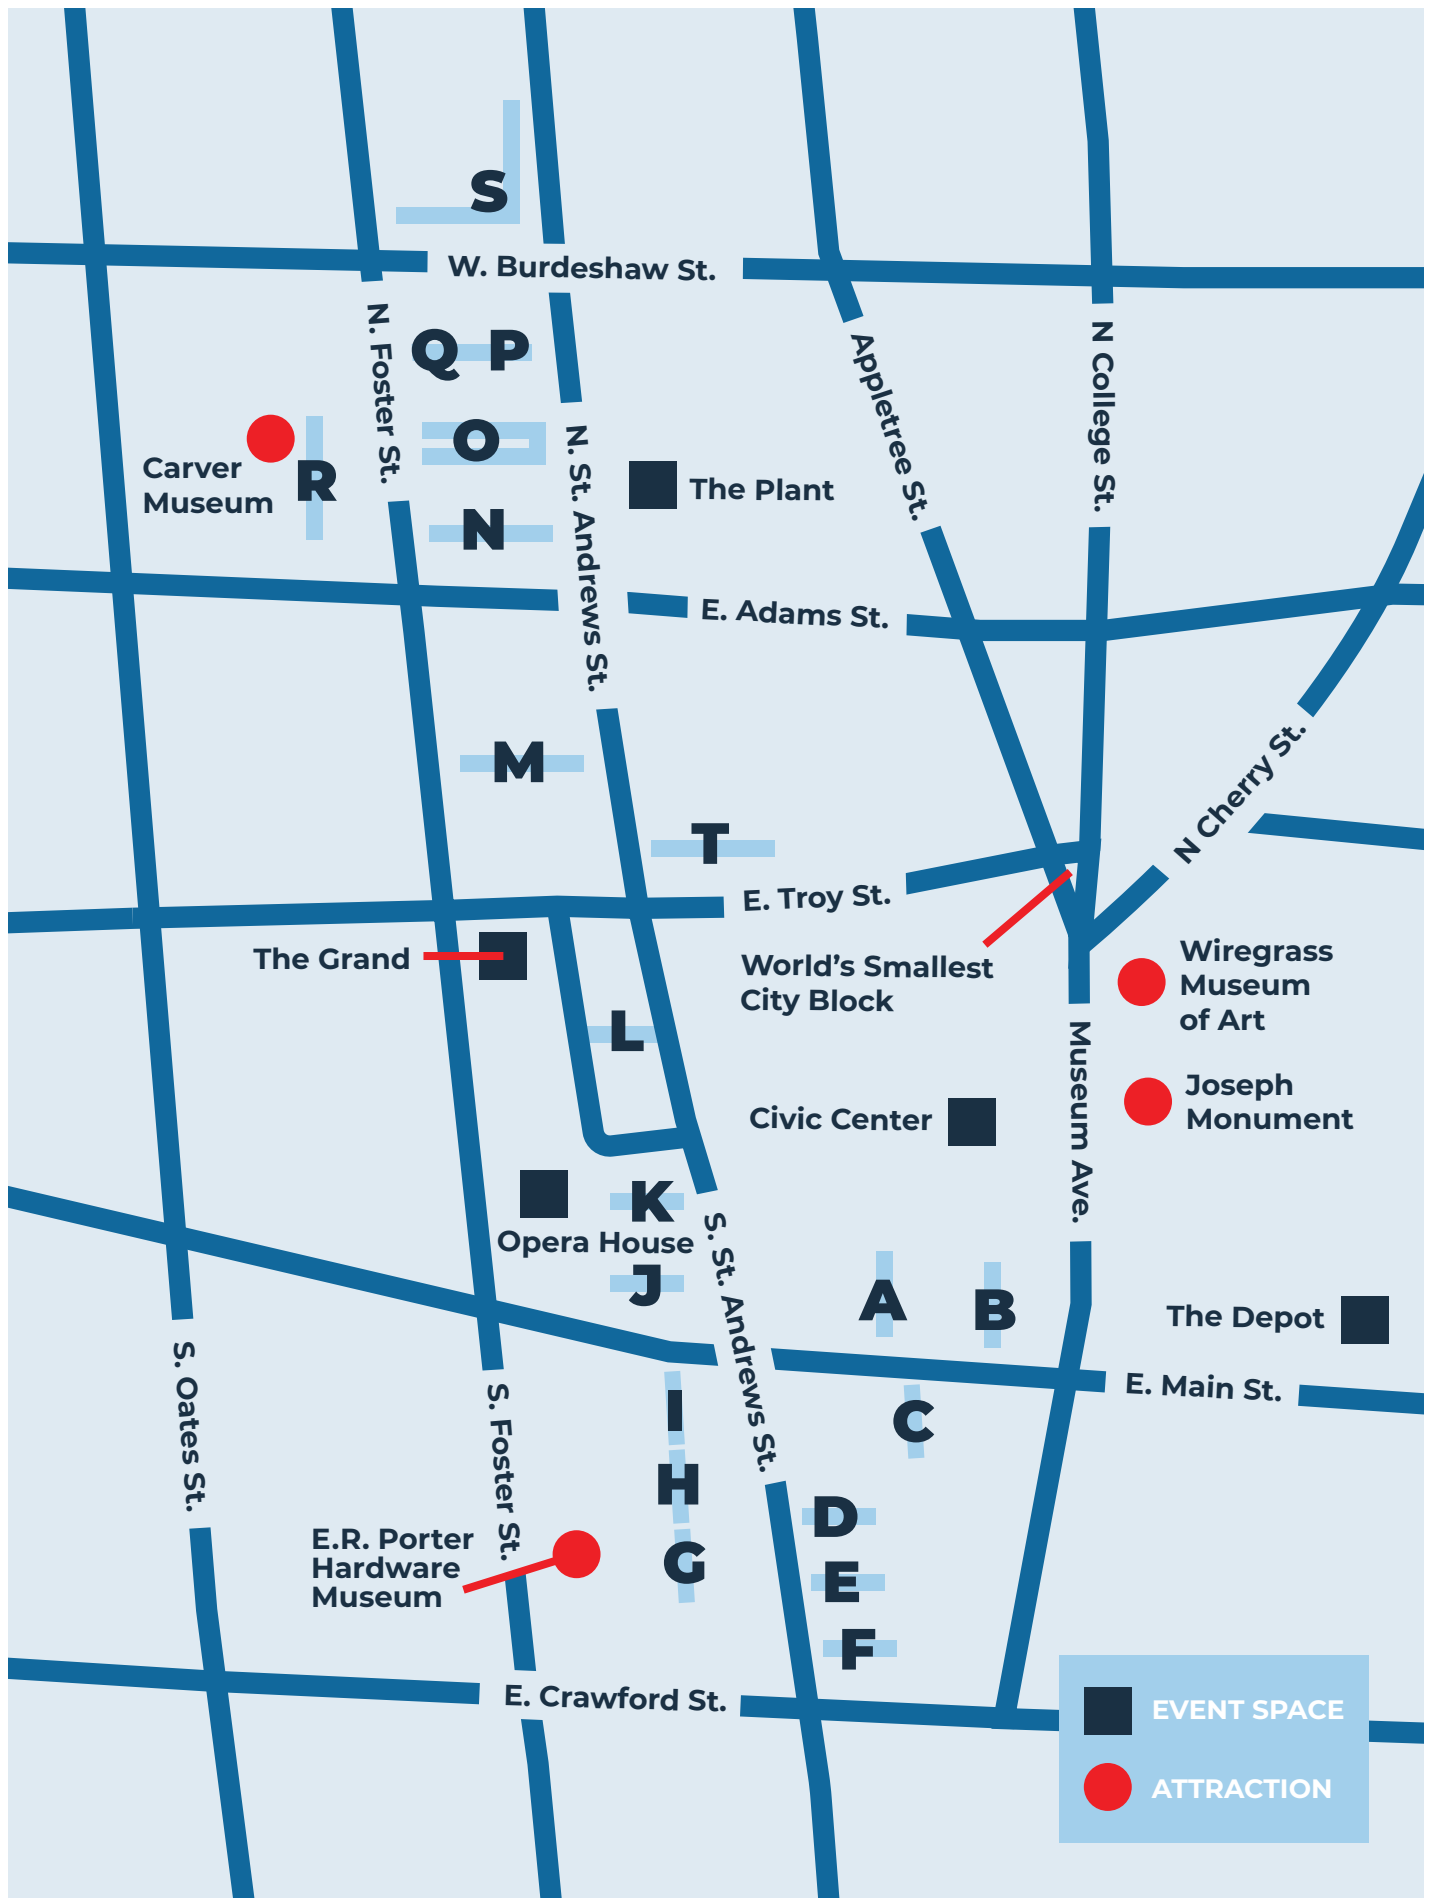 S
W. Burdeshaw St.
N. Foster St.
Q
P
Appletree St.
N College St.
O
Carver
Museum
R
N. St. Andrews St.
The Plant
N
E. Adams St.
M
N Cherry St.
T
E. Troy St.
The Grand
World’s Smallest
City Block
Wiregrass
Museum
of Art
L
Museum Ave.
Joseph
Monument
Civic Center
K
Opera House
S. St. Andrews St.
J
A
B
The Depot
S. Oates St.
S. Foster St.
E. Main St.
I
C
H
D
E.R. Porter
Hardware
Museum
G
E
F
E. Crawford St.
EVENT SPACE
ATTRACTION